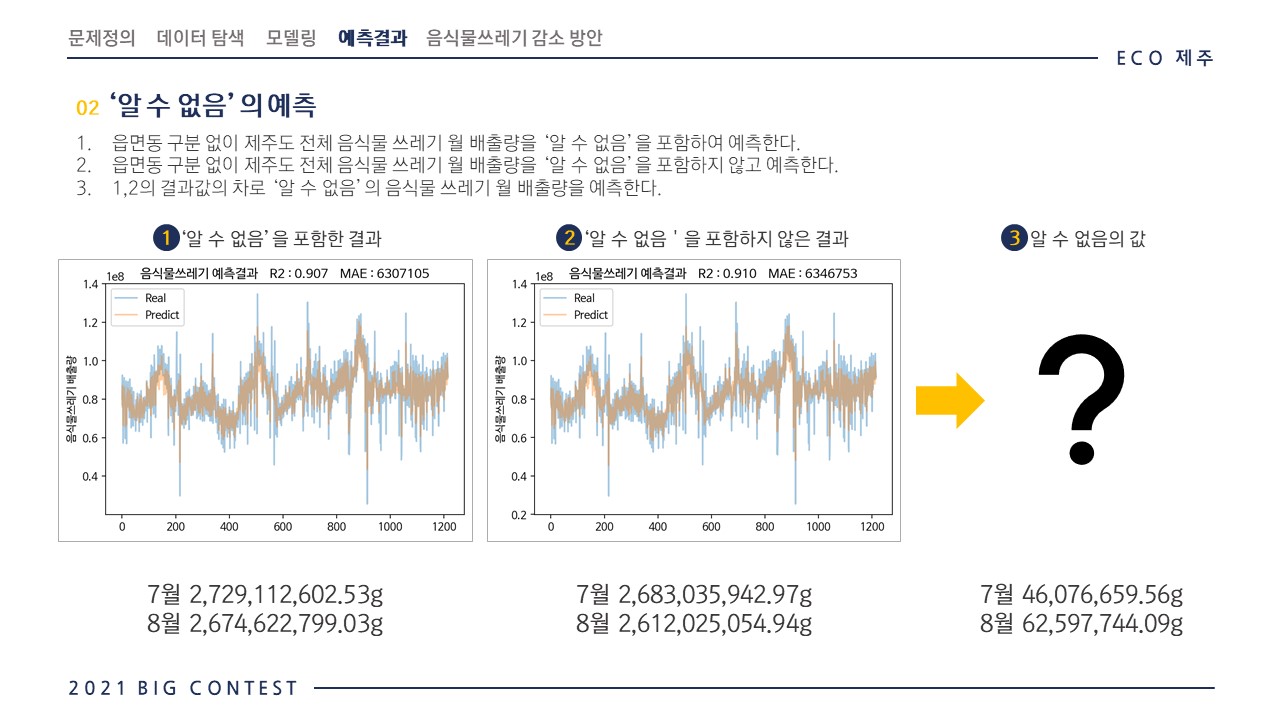 문제정의 데이터 탐색 모델링 예측결과 음식물쓰레기 감소 방안
ECO 제주
02 ‘알 수 없음’ 의 예측
1. 읍면동 구분 없이 제주도 전체 음식물 쓰레기 월 배출량을 ‘알 수 없음’ 을 포함하여 예측한다.
2. 읍면동 구분 없이 제주도 전체 음식물 쓰레기 월 배출량을 ‘알 수 없음’ 을 포함하지 않고 예측한다.
3. 1,2의 결과값의 차로 ‘알 수 없음’ 의 음식물 쓰레기 월 배출량을 예측한다.
1 ‘알 수 없음’ 을 포함한 결과
1e8 음식물쓰레기 예측결과 R2 : 0.907 MAE : 6307105
Real
Predict
음식물쓰레기 배출량
1.4
1.2
1.0
0.8
0.6
0.4
0 200 400 600 800 1000 1200
7월 2,729,112,602.53g
8월 2,674,622,799.03g
2 ‘알 수 없음 ' 을 포함하지 않은 결과
1e8 음식물쓰레기 예측결과 R2 : 0.910 MAE : 6346753
Real
Predict
음식물쓰레기 배출량
1.4
1.2
1.0
0.8
0.6
0.4
0.2
0 200 400 600 800 1000 1200
7월 2,683,035,942.97g
8월 2,612,025,054.94g
3 알 수 없음의 값
?
7월 46,076,659.56g
8월 62,597,744.09g
2021 BIG CONTEST